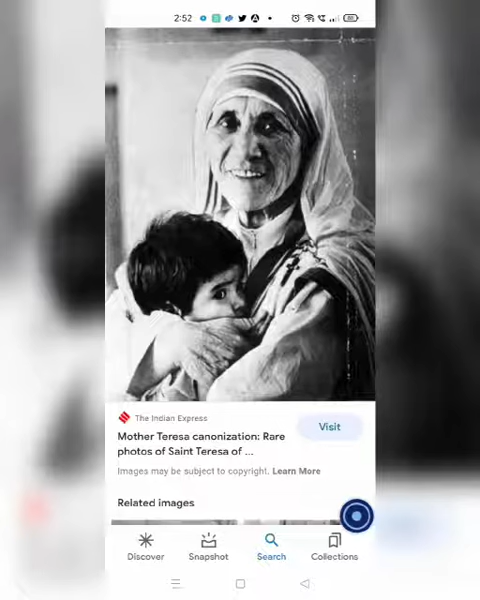 2:52
The Indian Express
Visit
Mother Teresa canonization: Rare
photos of Saint Teresa of ...
Images may be subject to copyright. Learn More
Related images
Discover
Snapshot
Search
Collections